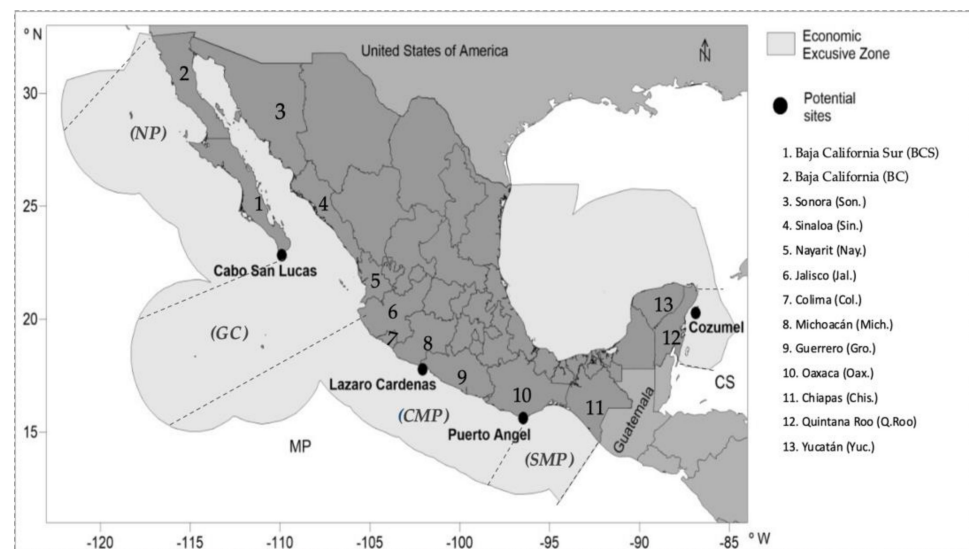 º N
United States of America
N
30
25
20
15
2
3
(NP)
1
4
Cabo San Lucas
5
6
(GC)
7
8
13
Cozumel
12
Lazaro Cardenas
9
CS
10
11
(CMP)
Guatemala
Puerto Angel
MP
(SMP)
-120
-115
-110
-105
-100
-95
-90
-85
º W
Economic
Excusive Zone
Potential
sites
1. Baja California Sur (BCS)
2. Baja California (BC)
3. Sonora (Son.)
4. Sinaloa (Sin.)
5. Nayarit (Nay.)
6. Jalisco (Jal.)
7. Colima (Col.)
8. Michoacán (Mich.)
9. Guerrero (Gro.)
10. Oaxaca (Oax.)
11. Chiapas (Chis.)
12. Quintana Roo (Q.Roo)
13. Yucatán (Yuc.)